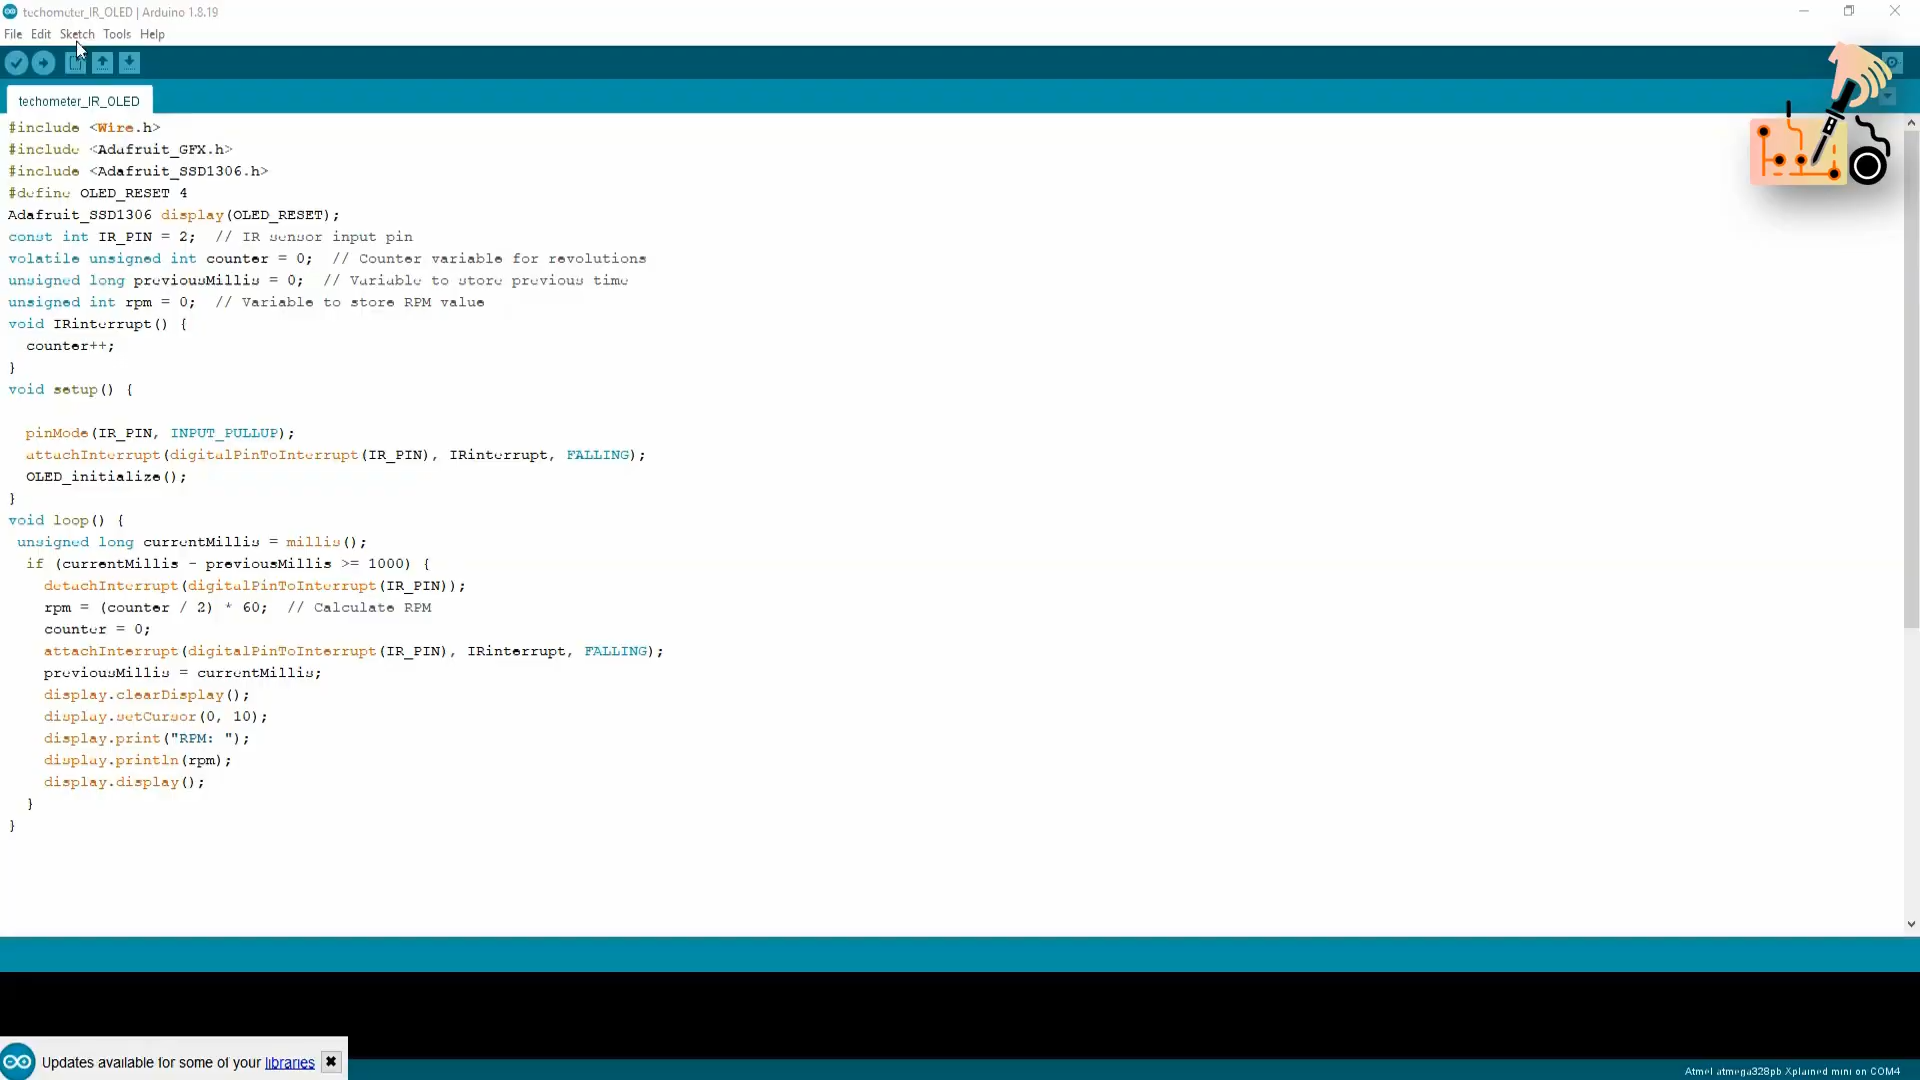 techometer_IR_OLED | Arduino 1.8.19
File Edit Sketch Tools Help
techometer_IR_OLED
#include <Wire.h>
#include <Adafruit_GFX.h>
#include <Adafruit_SSD1306.h>
#define OLED_RESET 4
Adafruit_SSD1306 display(OLED_RESET);
const int IR_PIN = 2;  // IR sensor input pin
volatile unsigned int counter = 0;  // Counter variable for revolutions
unsigned long previousMillis = 0;  // Variable to store previous time
unsigned int rpm = 0;  // Variable to store RPM value
void IRinterrupt() {
  counter++;
}
void setup() {
  pinMode(IR_PIN, INPUT_PULLUP);
  attachInterrupt(digitalPinToInterrupt(IR_PIN), IRinterrupt, FALLING);
  OLED_initialize();
}
void loop() {
 unsigned long currentMillis = millis();
  if (currentMillis - previousMillis >= 1000) {
    detachInterrupt(digitalPinToInterrupt(IR_PIN));
    rpm = (counter / 2) * 60;  // Calculate RPM
    counter = 0;
    attachInterrupt(digitalPinToInterrupt(IR_PIN), IRinterrupt, FALLING);
    previousMillis = currentMillis;
    display.clearDisplay();
    display.setCursor(0, 10);
    display.print("RPM: ");
    display.println(rpm);
    display.display();
  }
}
Updates available for some of your libraries
Atmel atmega328pb Xplained mini on COM4